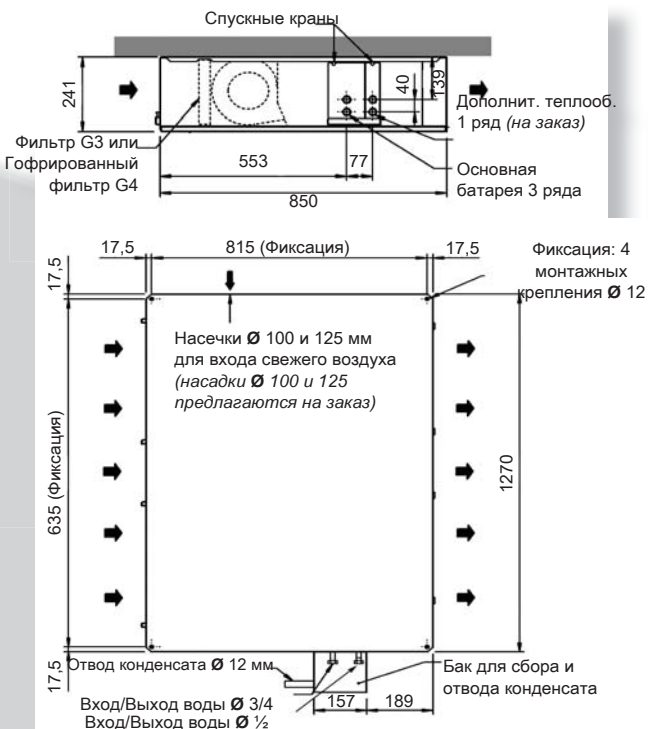 Спускные краны
241
40
139
Дополнит. теплооб.
1 ряд (на заказ)
Фильтр G3 или
Гофрированный
фильтр G4
553
77
Основная
батарея 3 ряда
850
17,5
815 (Фиксация)
17,5
Фиксация: 4
монтажных
крепления Ø 12
17,5
Насечки Ø 100 и 125 мм
для входа свежего воздуха
(насадки Ø 100 и 125
предлагаются на заказ)
635 (Фиксация)
1270
17,5
Отвод конденсата Ø 12 мм
Бак для сбора и
отвода конденсата
157
189
Вход/Выход воды Ø 3/4
Вход/Выход воды Ø ½